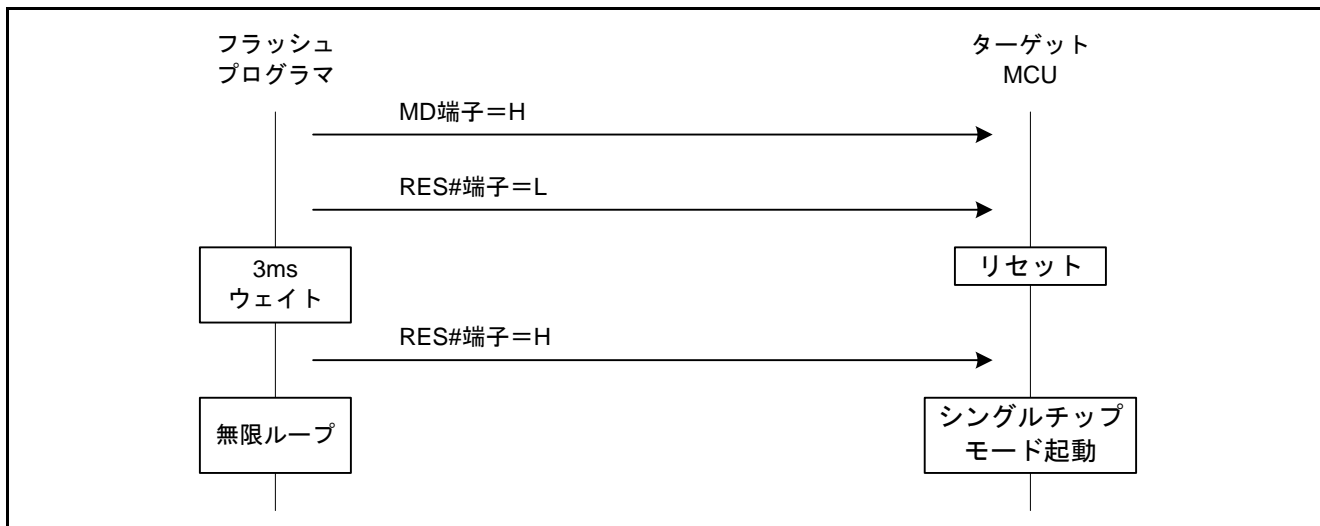 フラッシュ
プログラマ
ターゲット
MCU
MD端子＝H
RES#端子＝L
3ms
ウェイト
リセット
RES#端子＝H
無限ループ
シングルチップ
モード起動